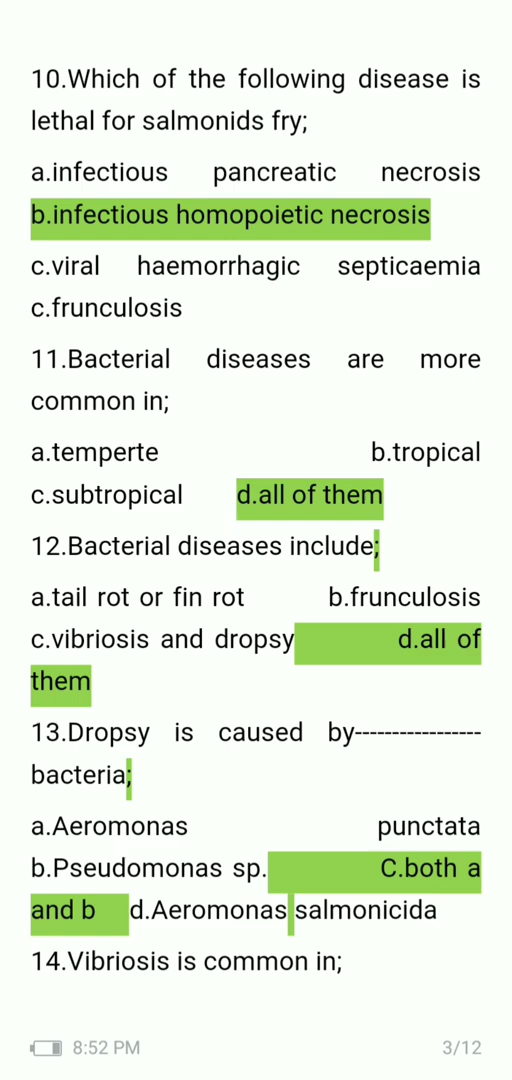 10.Which of the following disease is
lethal for salmonids fry;
a.infectious pancreatic necrosis
b.infectious homopoietic necrosis
c.viral haemorrhagic septicaemia
c.frunculosis
11.Bacterial diseases are more
common in;
a.temperte b.tropical
c.subtropical d.all of them
12.Bacterial diseases include;
a.tail rot or fin rot b.frunculosis
c.vibriosis and dropsy d.all of
them
13.Dropsy is caused by-----------------
bacteria;
a.Aeromonas punctata
b.Pseudomonas sp. C.both a
and b d.Aeromonas salmonicida
14.Vibriosis is common in;
8:52 PM 3/12